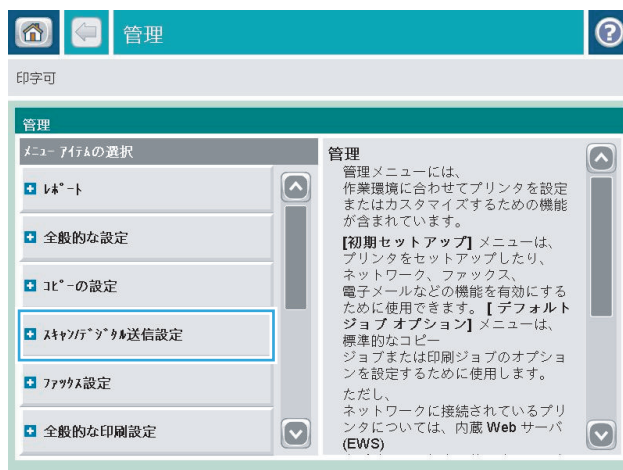 管理
印字可
管理
ﾒﾆｭｰ ｱｲﾃﾑの選択
ﾚﾎﾟｰﾄ
全般的な設定
ｺﾋﾟｰの設定
ｽｷｬﾝ/ﾃﾞｼﾞﾀﾙ送信設定
ﾌｧｯｸｽ設定
全般的な印刷設定
管理
管理メニューには、
作業環境に合わせてプリンタを設定
またはカスタマイズするための機能
が含まれています。
[初期セットアップ] メニューは、
プリンタをセットアップしたり、
ネットワーク、ファックス、
電子メールなどの機能を有効にする
ために使用できます。[ デフォルト
ジョブ オプション] メニューは、
標準的なコピー
ジョブまたは印刷ジョブのオプショ
ンを設定するために使用します。
ただし、
ネットワークに接続されているプリ
ンタについては、内蔵 Web サーバ
(EWS)